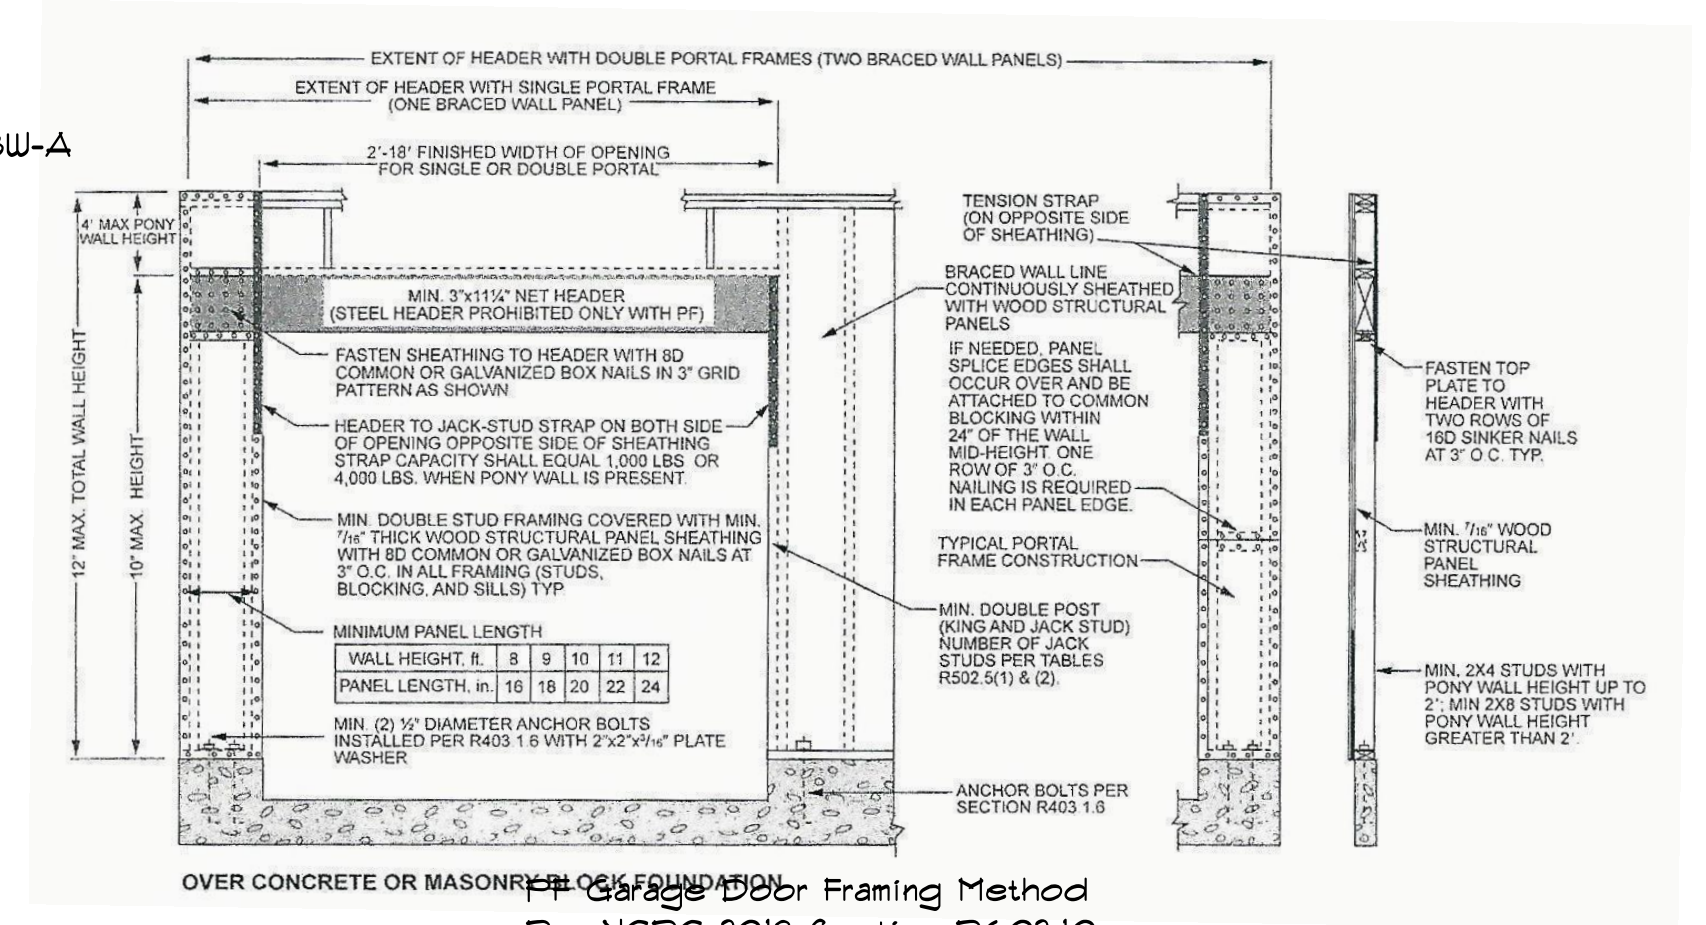 EXTENT OF HEADER WITH DOUBLE PORTAL FRAMES (TWO BRACED WALL PANELS)
EXTENT OF HEADER WITH SINGLE PORTAL FRAME
(ONE BRACED WALL PANEL)
W-A
2'-18' FINISHED WIDTH OF OPENING
FOR SINGLE OR DOUBLE PORTAL
4' MAX PONY
WALL HEIGHT
12" MAX. TOTAL WALL HEIGHT
10" MAX. HEIGHT
MIN. 3"x11¼" NET HEADER
(STEEL HEADER PROHIBITED ONLY WITH PF)
FASTEN SHEATHING TO HEADER WITH 8D
COMMON OR GALVANIZED BOX NAILS IN 3" GRID
PATTERN AS SHOWN
HEADER TO JACK-STUD STRAP ON BOTH SIDE
OF OPENING OPPOSITE SIDE OF SHEATHING
STRAP CAPACITY SHALL EQUAL 1,000 LBS OR
4,000 LBS. WHEN PONY WALL IS PRESENT.
MIN. DOUBLE STUD FRAMING COVERED WITH MIN.
7/16" THICK WOOD STRUCTURAL PANEL SHEATHING
WITH 8D COMMON OR GALVANIZED BOX NAILS AT
3" O.C. IN ALL FRAMING (STUDS,
BLOCKING, AND SILLS) TYP.
MINIMUM PANEL LENGTH
WALL HEIGHT, ft. 8 9 10 11 12
PANEL LENGTH, in. 16 18 20 22 24
MIN. (2) ½" DIAMETER ANCHOR BOLTS
INSTALLED PER R403.1.6 WITH 2"x2"x3/16" PLATE
WASHER
TENSION STRAP
(ON OPPOSITE SIDE
OF SHEATHING)
BRACED WALL LINE
CONTINUOUSLY SHEATHED
WITH WOOD STRUCTURAL
PANELS
IF NEEDED, PANEL
SPLICE EDGES SHALL
OCCUR OVER AND BE
ATTACHED TO COMMON
BLOCKING WITHIN
24" OF THE WALL
MID-HEIGHT. ONE
ROW OF 3" O.C.
NAILING IS REQUIRED
IN EACH PANEL EDGE.
TYPICAL PORTAL
FRAME CONSTRUCTION
MIN. DOUBLE POST
(KING AND JACK STUD)
NUMBER OF JACK
STUDS PER TABLES
R502.5(1) & (2).
ANCHOR BOLTS PER
SECTION R403.1.6
FASTEN TOP
PLATE TO
HEADER WITH
TWO ROWS OF
16D SINKER NAILS
AT 3" O.C. TYP.
MIN. 7/16" WOOD
STRUCTURAL
PANEL
SHEATHING
MIN. 2X4 STUDS WITH
PONY WALL HEIGHT UP TO
2'; MIN 2X8 STUDS WITH
PONY WALL HEIGHT
GREATER THAN 2'.
OVER CONCRETE OR MASONRY BLOCK FOUNDATION
PF Garage Door Framing Method